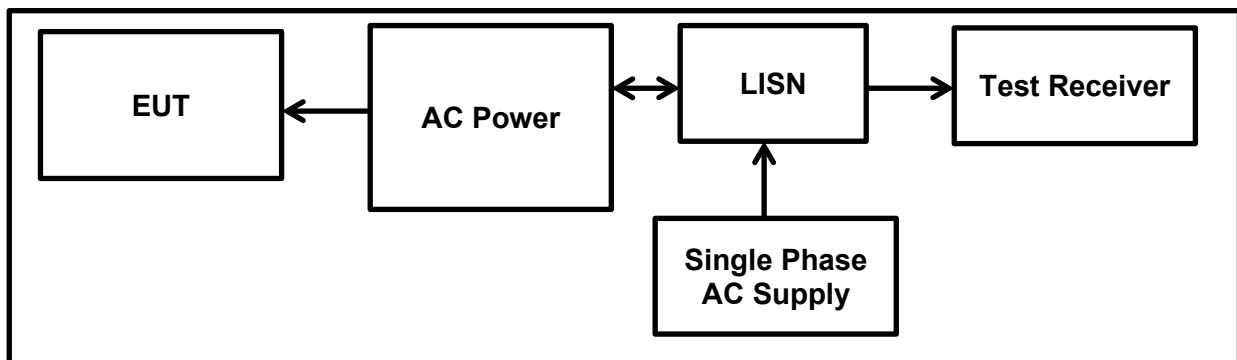 EUT
AC Power
LISN
Test Receiver
Single Phase
AC Supply